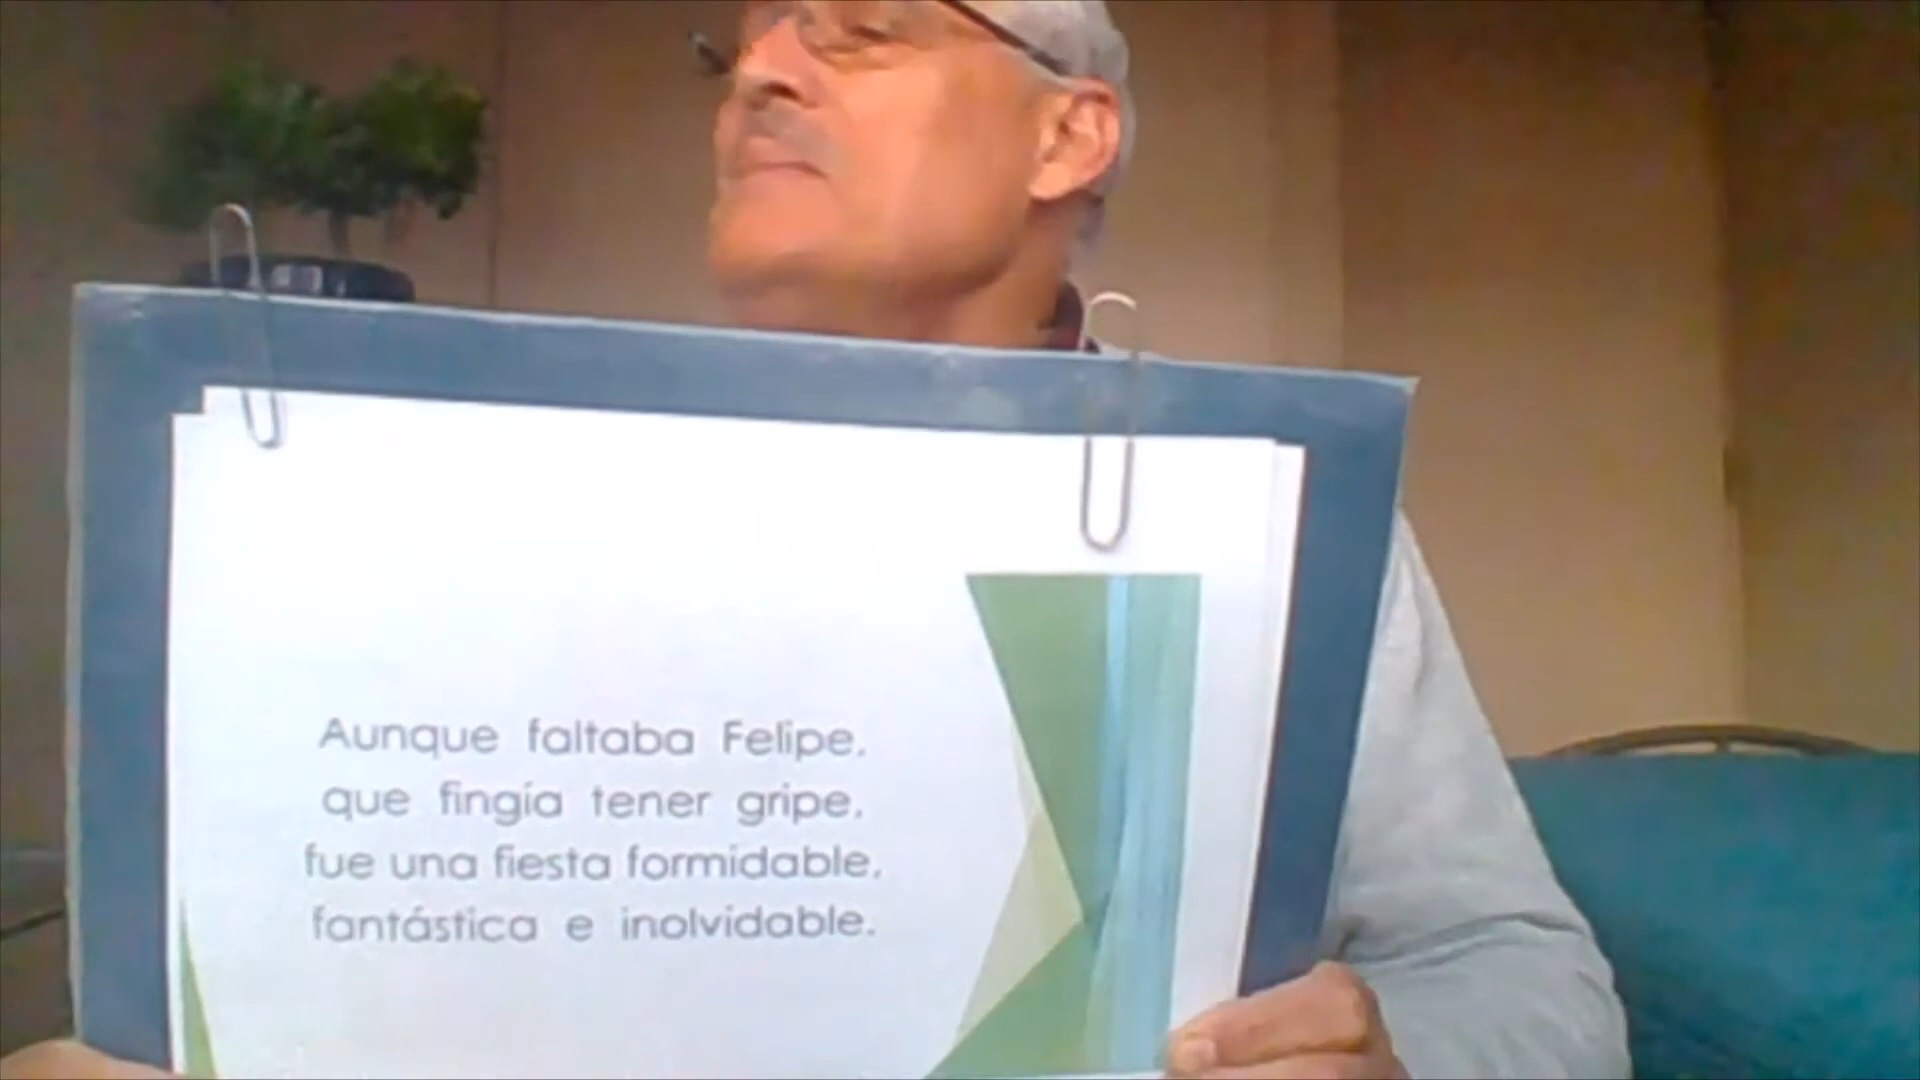 Aunque faltaba Felipe,
que fingía tener gripe,
fue una fiesta formidable,
fantástica e inolvidable.